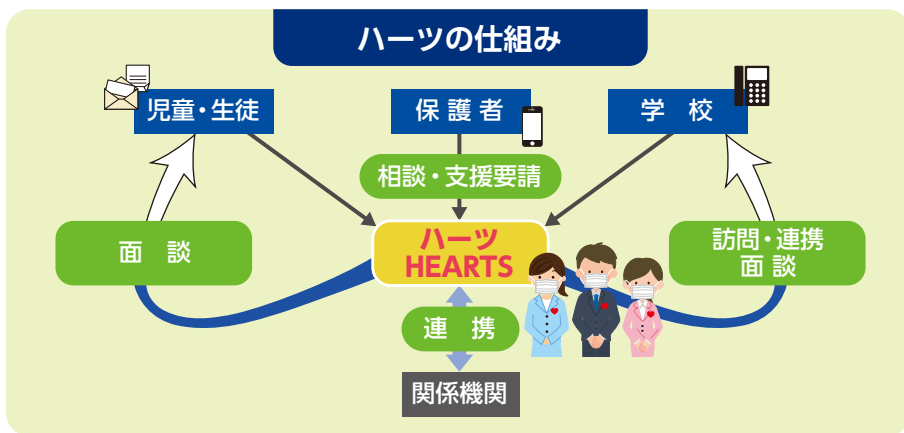 ハーツの仕組み
児童・生徒
保護者
学校
相談・支援要請
面談
ハーツ
HEARTS
訪問・連携
面談
連携
関係機関